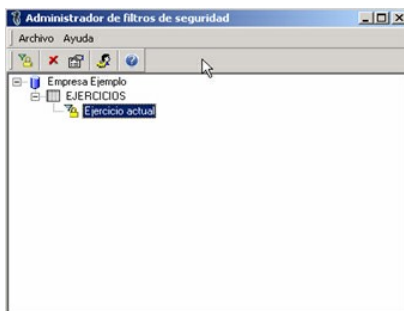 Administrador de filtros de seguridad
Archivo Ayuda
Empresa Ejemplo
EJERCICIOS
Ejercicio actual